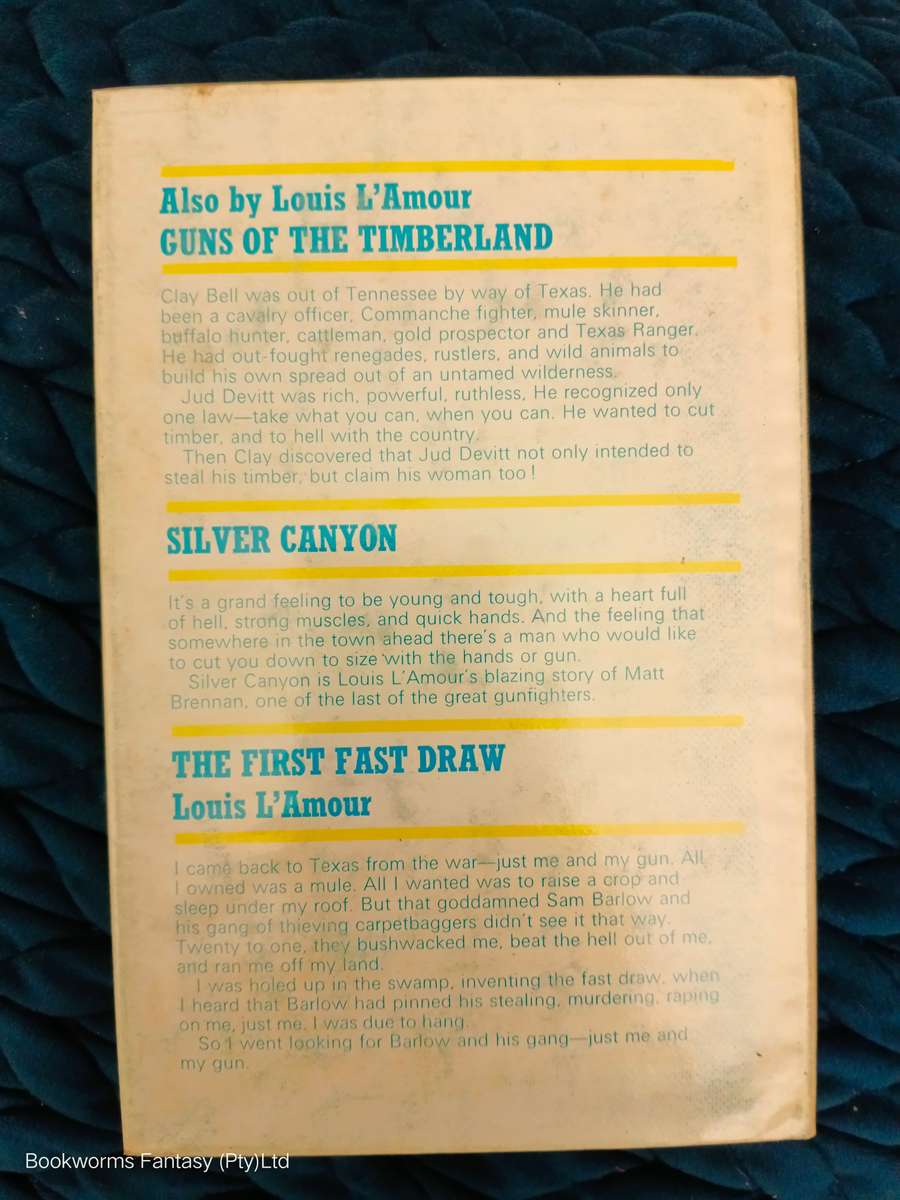 Also by Louis L'Amour
GUNS OF THE TIMBERLAND
Clay Bell was out of Tennessee by way of Texas. He had
been a cavalry officer, Commanche fighter, mule skinner,
buffalo hunter, cattleman, gold prospector and Texas Ranger.
He had out-fought renegades, rustlers, and wild animals to
build his own spread out of an untamed wilderness.
Jud Devitt was rich, powerful, ruthless, He recognized only
one law—take what you can, when you can. He wanted to cut
timber, and to hell with the country.
Then Clay discovered that Jud Devitt not only intended to
steal his timber, but claim his woman too!
SILVER CANYON
It's a grand feeling to be young and tough, with a heart full
of hell, strong muscles, and quick hands. And the feeling that
somewhere in the town ahead there's a man who would like
to cut you down to size with the hands or gun.
Silver Canyon is Louis L'Amour's blazing story of Matt
Brennan, one of the last of the great gunfighters.
THE FIRST FAST DRAW
Louis L'Amour
I came back to Texas from the war—just me and my gun. All
I owned was a mule. All I wanted was to raise a crop and
sleep under my roof. But that goddamned Sam Barlow and
his gang of thieving carpetbaggers didn't see it that way.
Twenty to one, they bushwacked me, beat the hell out of me,
and ran me off my land.
I was holed up in the swamp, inventing the fast draw, when
I heard that Barlow had pinned his stealing, murdering, raping
on me, just me. I was due to hang.
So I went looking for Barlow and his gang—just me and
my gun.
Bookworms Fantasy (Pty)Ltd